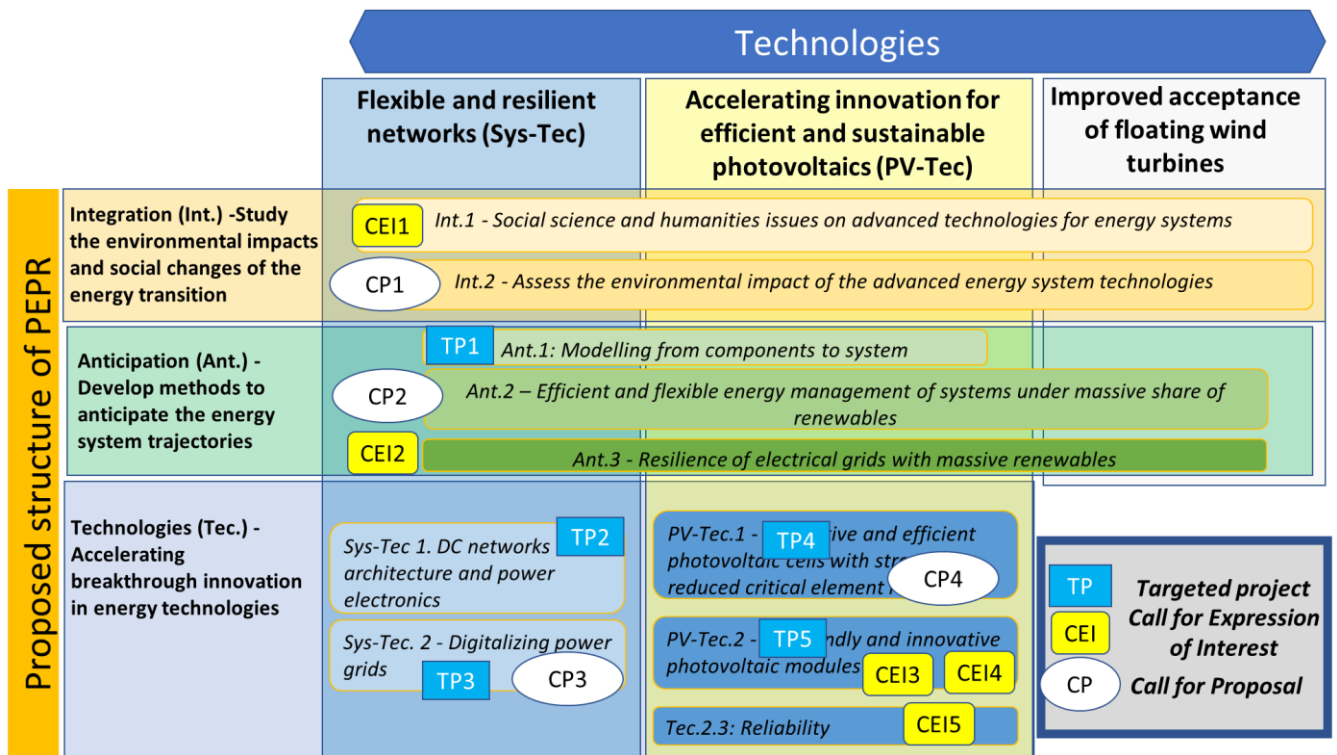 Technologies
Flexible and resilient
networks (Sys-Tec)
Accelerating innovation for
efficient and sustainable
photovoltaics (PV-Tec)
Improved acceptance
of floating wind
turbines
Proposed structure of PEPR
Integration (Int.) -Study
the environmental impacts
and social changes of the
energy transition
CEI1
Int.1 - Social science and humanities issues on advanced technologies for energy systems
CP1
Int.2 - Assess the environmental impact of the advanced energy system technologies
Anticipation (Ant.) -
Develop methods to
anticipate the energy
system trajectories
TP1
Ant.1: Modelling from components to system
CP2
Ant.2 – Efficient and flexible energy management of systems under massive share of
renewables
CEI2
Ant.3 - Resilience of electrical grids with massive renewables
Technologies (Tec.) -
Accelerating
breakthrough innovation
in energy technologies
Sys-Tec 1. DC networks
architecture and power
electronics
TP2
Sys-Tec. 2 - Digitalizing power
grids
TP3
CP3
PV-Tec.1 - and efficient
photovoltaic cells with
reduced critical element
TP4
CP4
PV-Tec.2 - and innovative
photovoltaic modules
TP5
CEI3
CEI4
Tec.2.3: Reliability
CEI5
TP
Targeted project
CEI
Call for Expression
of Interest
CP
Call for Proposal